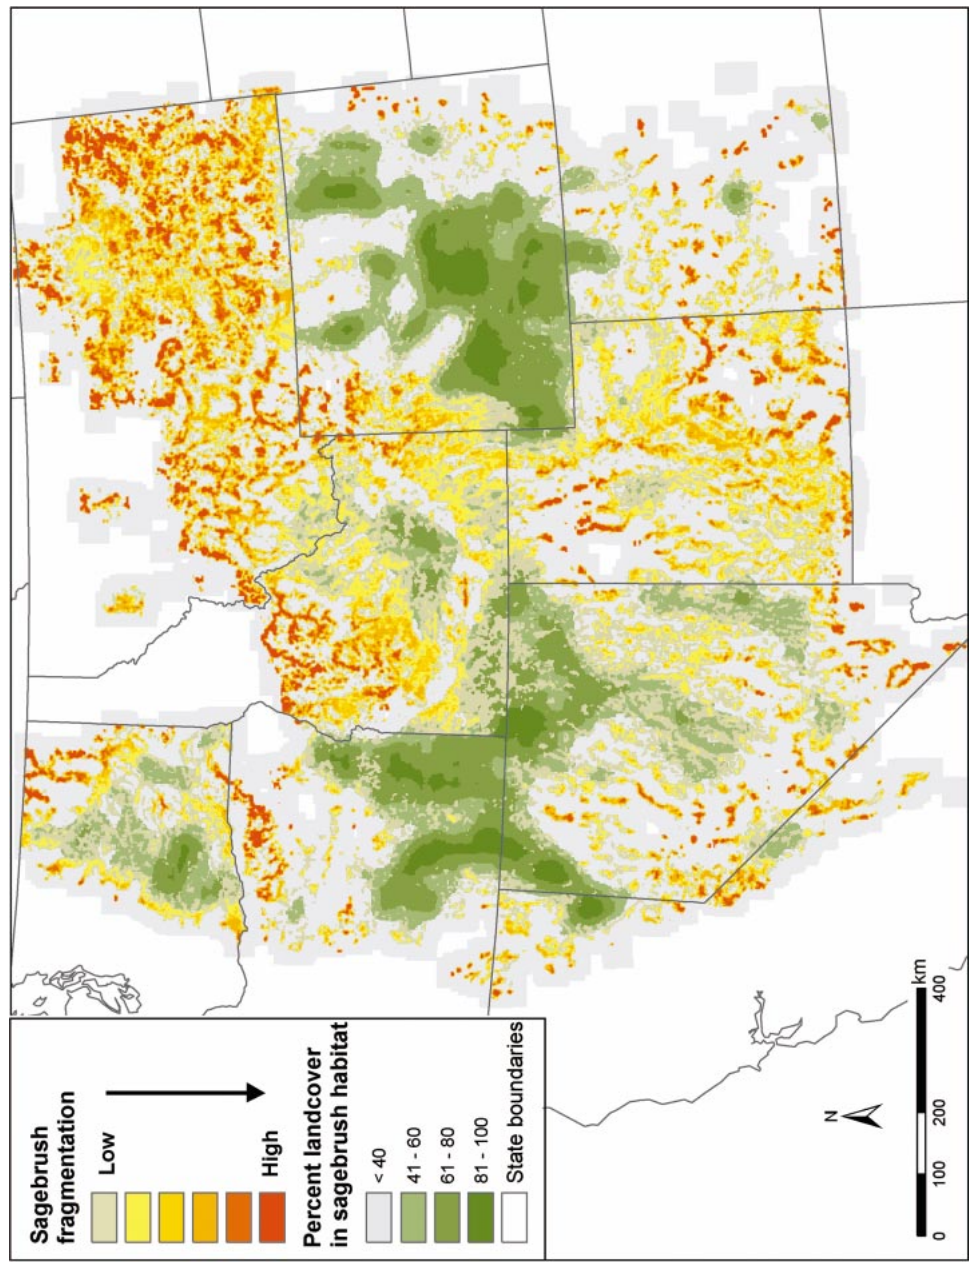 Sagebrush
fragmentation
Low
High
Percent landcover
in sagebrush habitat
< 40
41 - 60
61 - 80
81 - 100
State boundaries
N
0
100
200
400
km